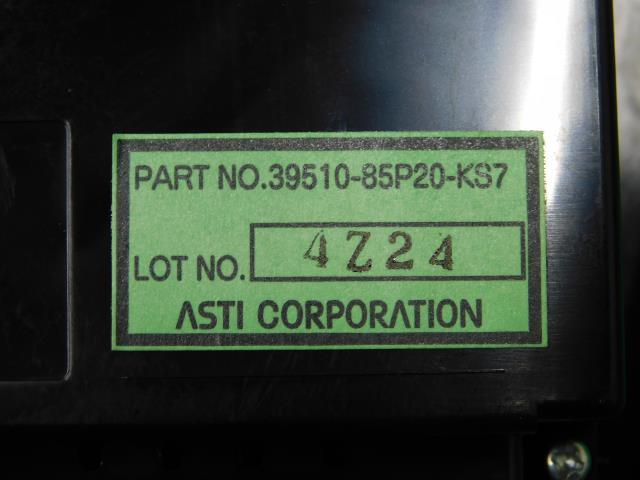 PART NO.39510-85P20-KS7
LOT NO. 4Z24
ASTI CORPORATION